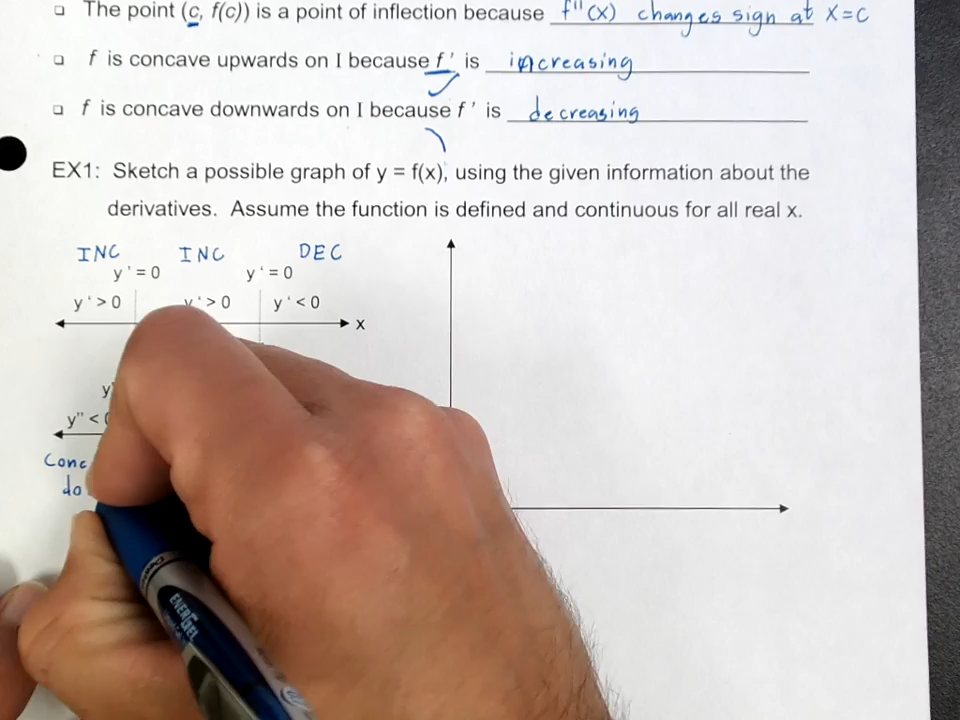 The point (c, f(c)) is a point of inflection because f''(x) changes sign at x=c
f is concave upwards on I because f ' is increasing
f is concave downwards on I because f ' is decreasing
EX1: Sketch a possible graph of y = f(x), using the given information about the
derivatives. Assume the function is defined and continuous for all real x.
INC INC DEC
y ' = 0 y ' = 0
y ' > 0 y ' > 0 y ' < 0
x
y" <
Conc
do
ENERGEL